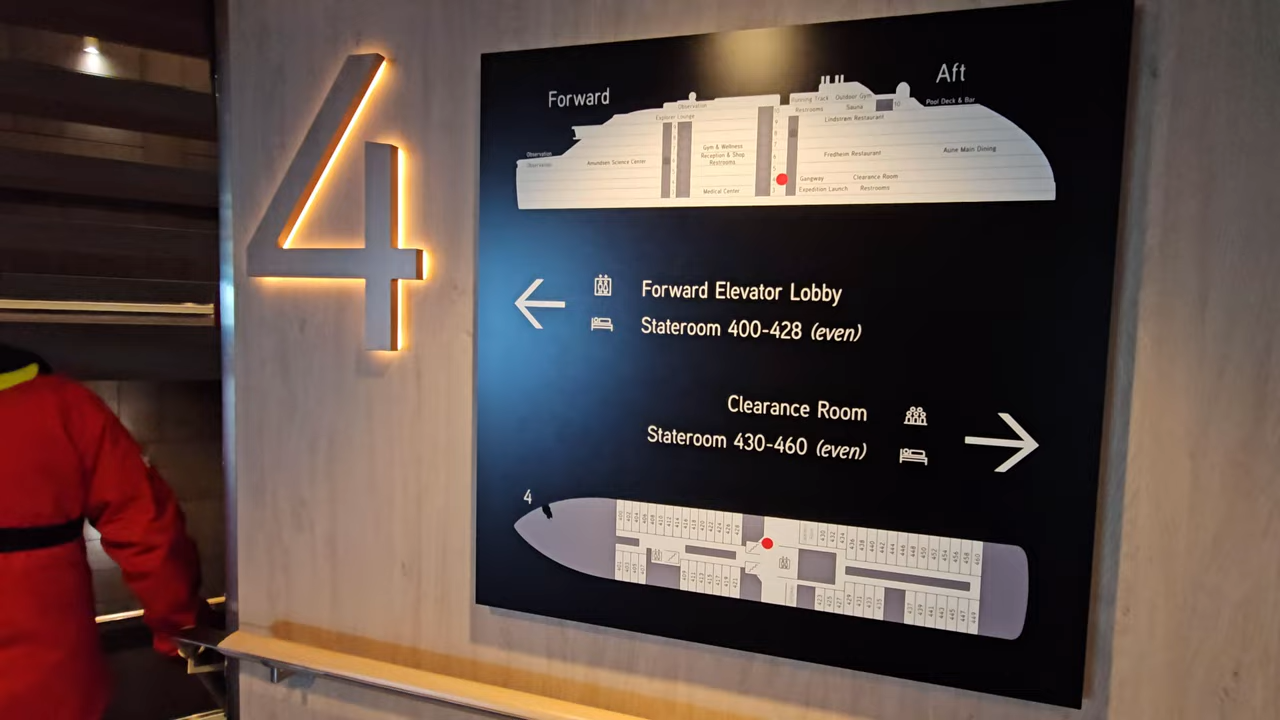 4
Forward
Aft
Observation
Running Track
Outdoor Gym
Pool Deck & Bar
Restrooms
Sauna
Explorer Lounge
Lindstrøm Restaurant
Observation
Observation
Amundsen Science Center
Gym & Wellness
Reception & Shop
Restrooms
Fredheim Restaurant
Aune Main Dining
Gangway
Clearance Room
Medical Center
Expedition Launch
Restrooms
Forward Elevator Lobby
Stateroom 400-428 (even)
Clearance Room
Stateroom 430-460 (even)
4